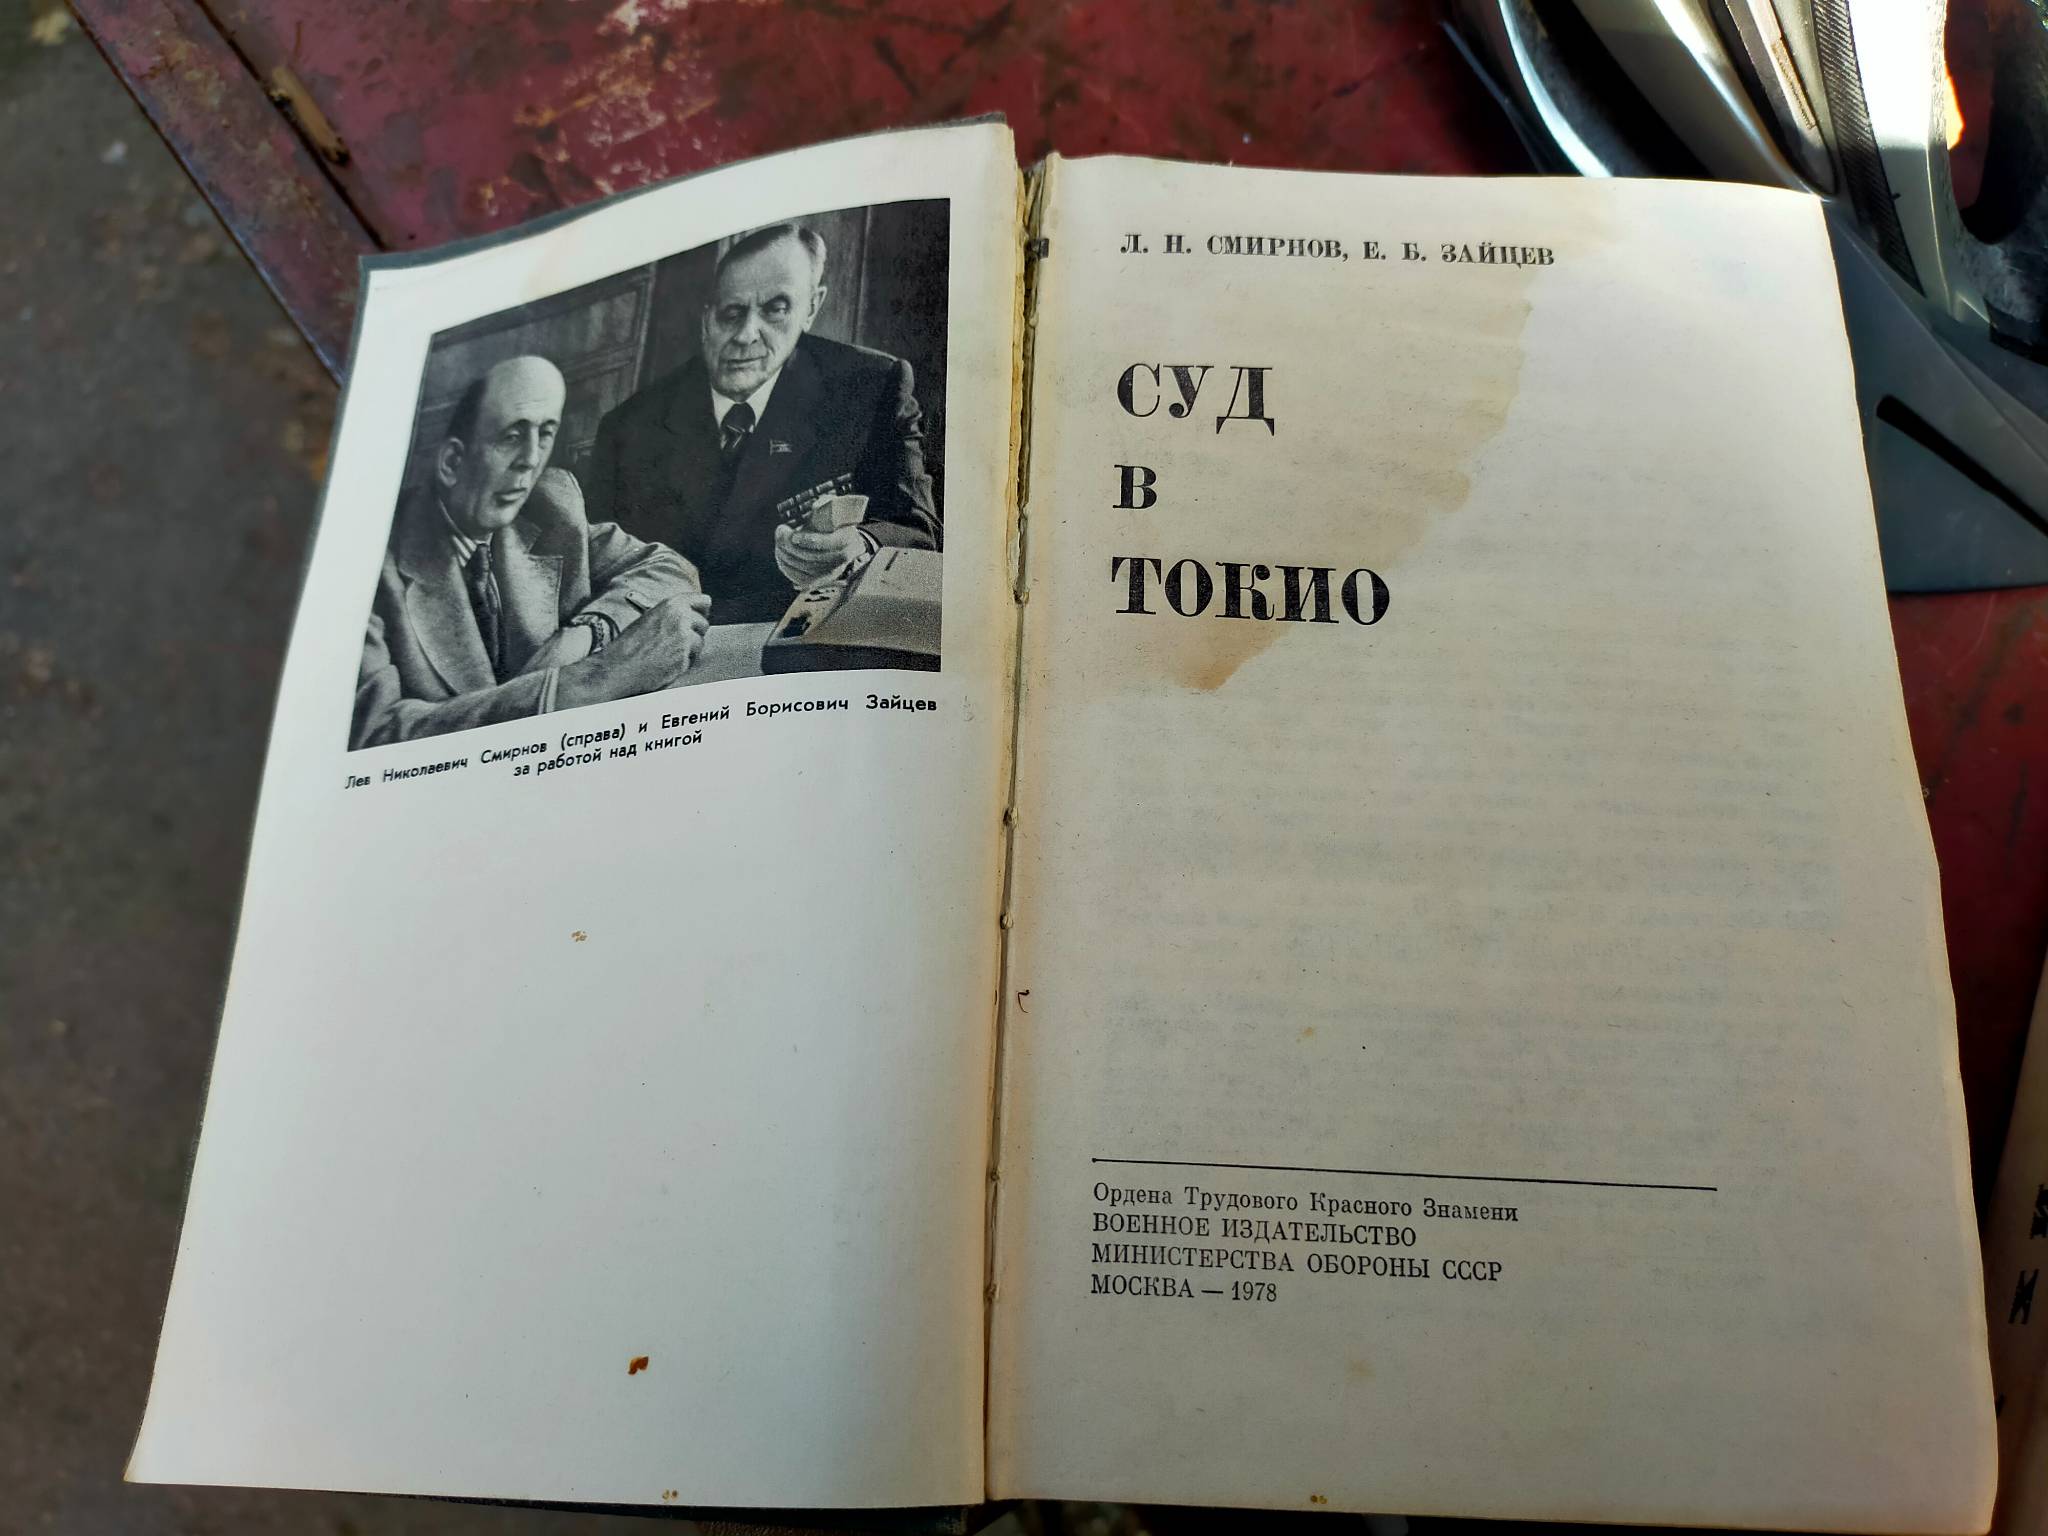 Лев Николаевич Смирнов (справа) и Евгений Борисович Зайцев
за работой над книгой
Л. Н. СМИРНОВ, Е. Б. ЗАЙЦЕВ
СУД
В
ТОКИО
Ордена Трудового Красного Знамени
ВОЕННОЕ ИЗДАТЕЛЬСТВО
МИНИСТЕРСТВА ОБОРОНЫ СССР
МОСКВА — 1978